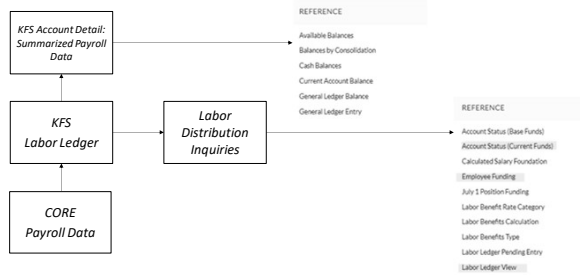 KFS Account Detail:
Summarized Payroll
Data
KFS
Labor Ledger
CORE
Payroll Data
Labor
Distribution
Inquiries
REFERENCE
Available Balances
Balances by Consolidation
Cash Balances
Current Account Balance
General Ledger Balance
General Ledger Entry
REFERENCE
Account Status (Base Funds)
Account Status (Current Funds)
Calculated Salary Foundation
Employee Funding
July 1 Position Funding
Labor Benefit Rate Category
Labor Benefits Calculation
Labor Benefits Type
Labor Ledger Pending Entry
Labor Ledger View